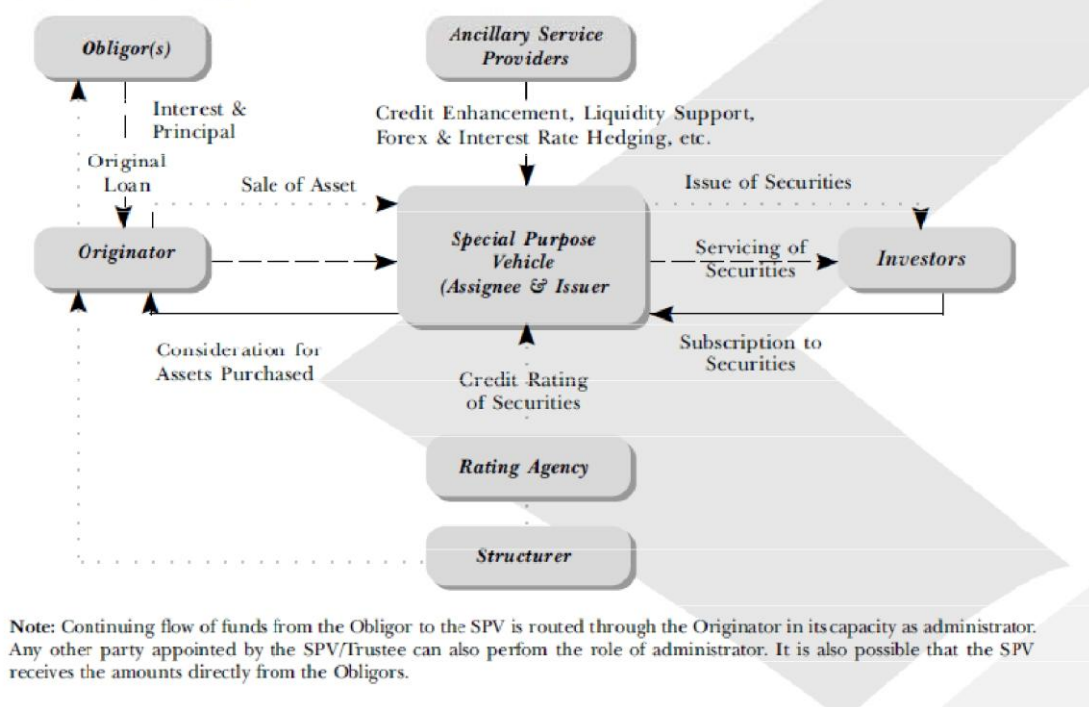 Obligor(s)
Ancillary Service
Providers
Interest &
Principal
Credit Enhancement, Liquidity Support,
Forex & Interest Rate Hedging, etc.
Original
Loan
Sale of Asset
Issue of Securities
Originator
Special Purpose
Vehicle
(Assignee & Issuer
Servicing of
Securities
Investors
Consideration for
Assets Purchased
Subscription to
Securities
Credit Rating
of Securities
Rating Agency
Structurer
Note: Continuing flow of funds from the Obligor to the SPV is routed through the Originator in its capacity as administrator.
Any other party appointed by the SPV/Trustee can also perfom the role of administrator. It is also possible that the SPV
receives the amounts directly from the Obligors.